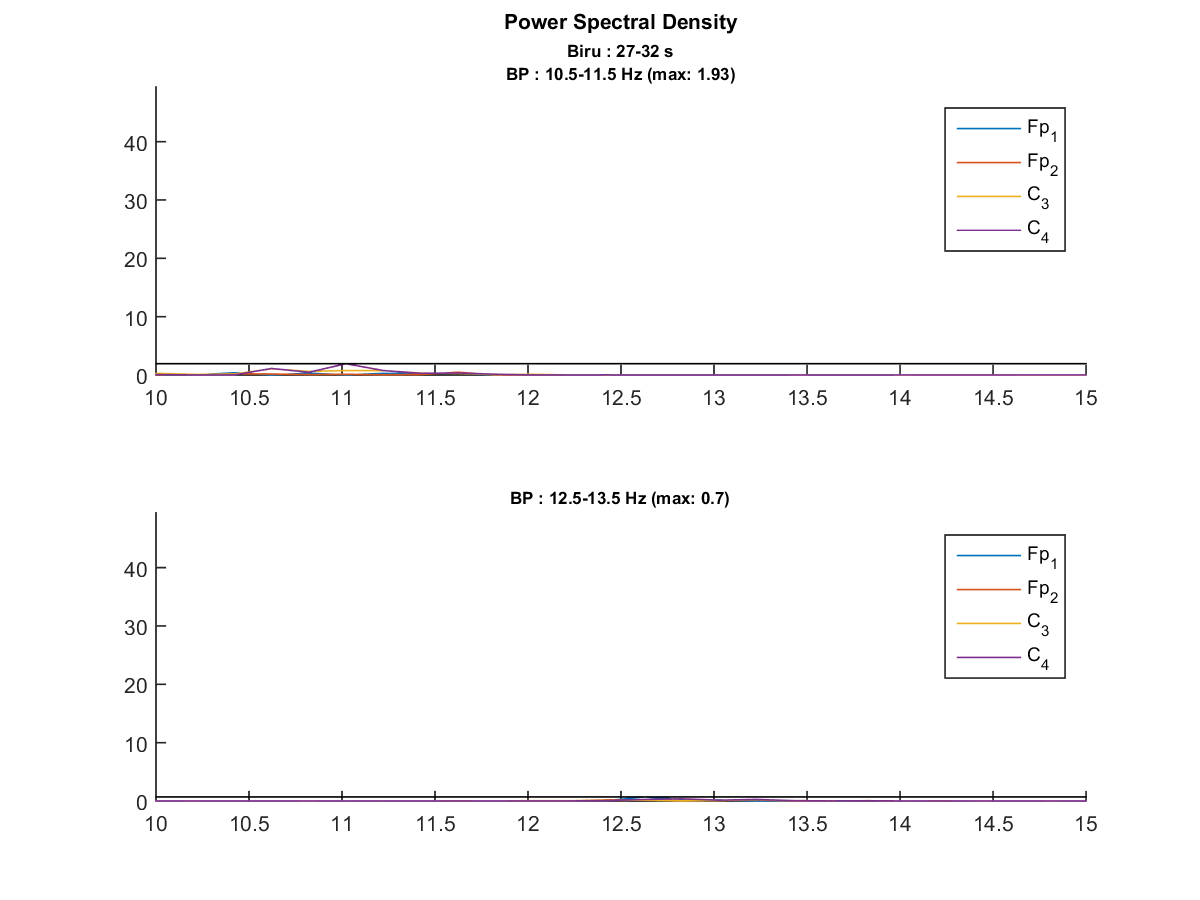 Power Spectral Density
Biru : 27-32 s
BP : 10.5-11.5 Hz (max: 1.93)
40
30
20
10
0
10 10.5 11 11.5 12 12.5 13 13.5 14 14.5 15
Fp1
Fp2
C3
C4
BP : 12.5-13.5 Hz (max: 0.7)
40
30
20
10
0
10 10.5 11 11.5 12 12.5 13 13.5 14 14.5 15
Fp1
Fp2
C3
C4